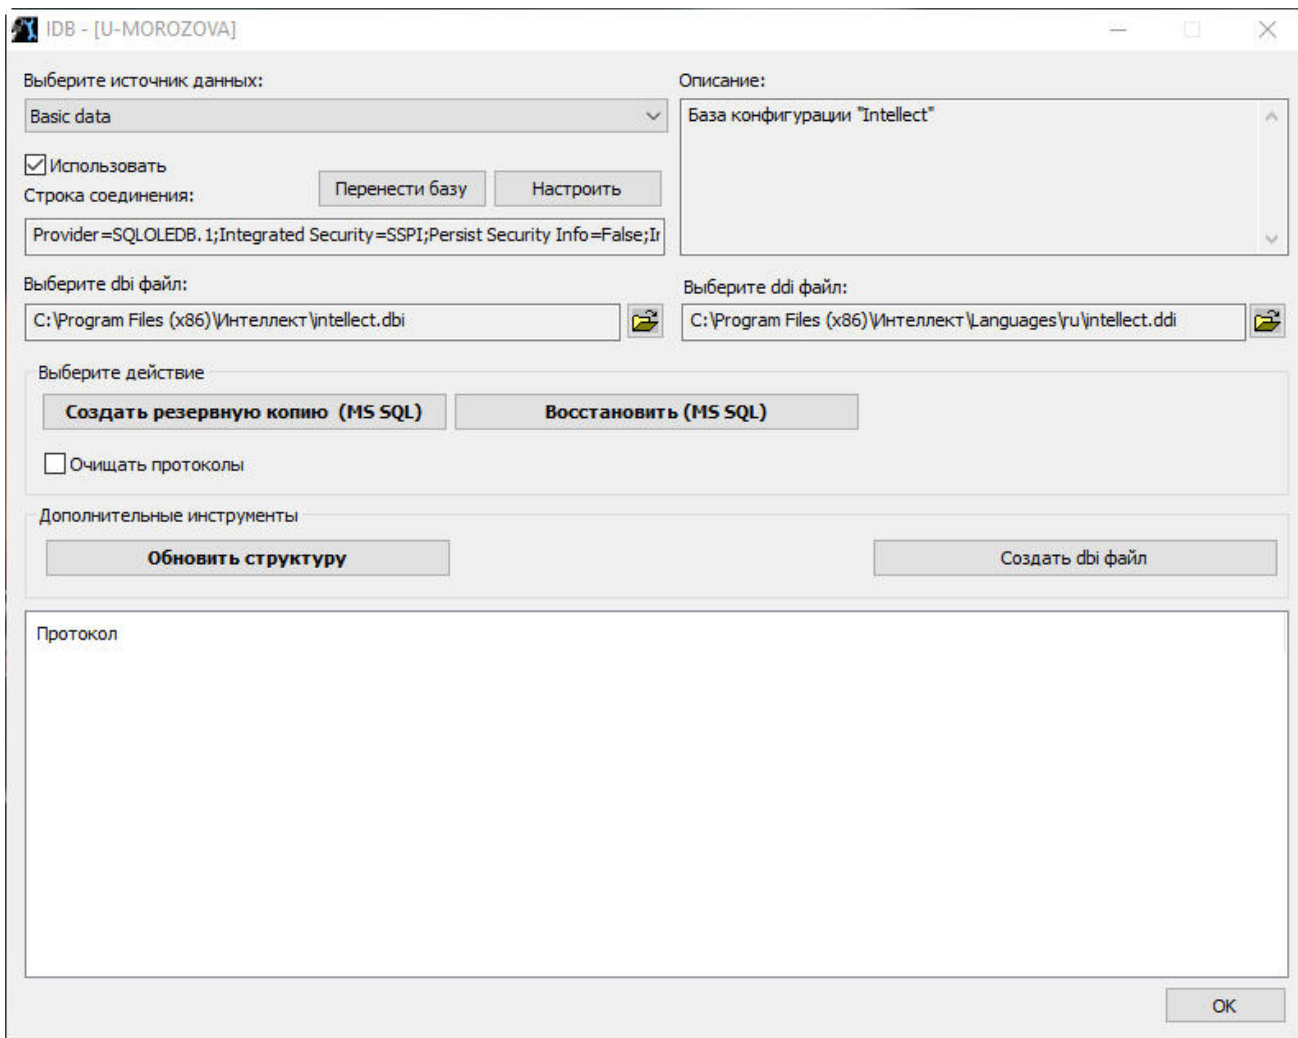 IDB - [U-MOROZOVA]
Выберите источник данных:
Описание:
Basic data
База конфигурации "Intellect"
Использовать
Строка соединения:
Перенести базу
Настроить
Provider=SQLOLEDB.1;Integrated Security=SSPI;Persist Security Info=False;Ir
Выберите dbi файл:
Выберите ddi файл:
C:\Program Files (x86)\Интеллект\intellect.dbi
C:\Program Files (x86)\Интеллект\Languages\ru\intellect.ddi
Выберите действие
Создать резервную копию (MS SQL)
Восстановить (MS SQL)
Очищать протоколы
Дополнительные инструменты
Обновить структуру
Создать dbi файл
Протокол
OK